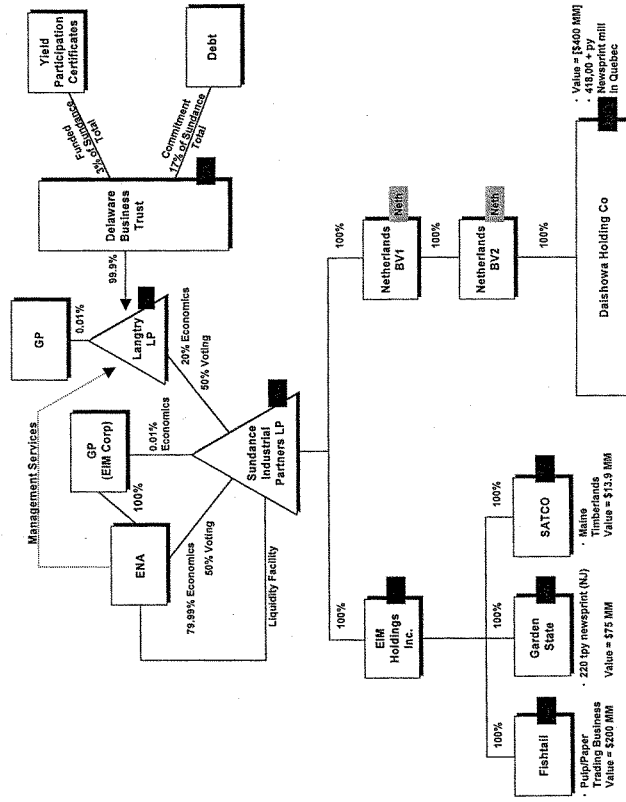 Yield
Participation
Certificates
Debt
Funded
3% of Sundance
Total
Commitment
17% of Sundance
Total
Delaware
Business
Trust
99.9%
GP
0.01%
Langtry
LP
Management Services
GP
(EIM Corp)
100%
ENA
0.01%
Economics
20% Economics
50% Voting
79.99% Economics
50% Voting
Liquidity Facility
Sundance
Industrial
Partners LP
100%
EIM
Holdings
Inc.
100%
Netherlands
BV1
Neth
100%
Netherlands
BV2
Neth
100%
Daishowa Holding Co
· Value = [$400 MM]
· 418,00 + py
Newsprint mill
In Quebec
100%
Fishtail
· Pulp/Paper
Trading Business
Value = $200 MM
100%
Garden
State
· 220 tpy newsprint (NJ)
Value = $75 MM
100%
SATCO
· Maine
Timberlands
Value = $13.9 MM